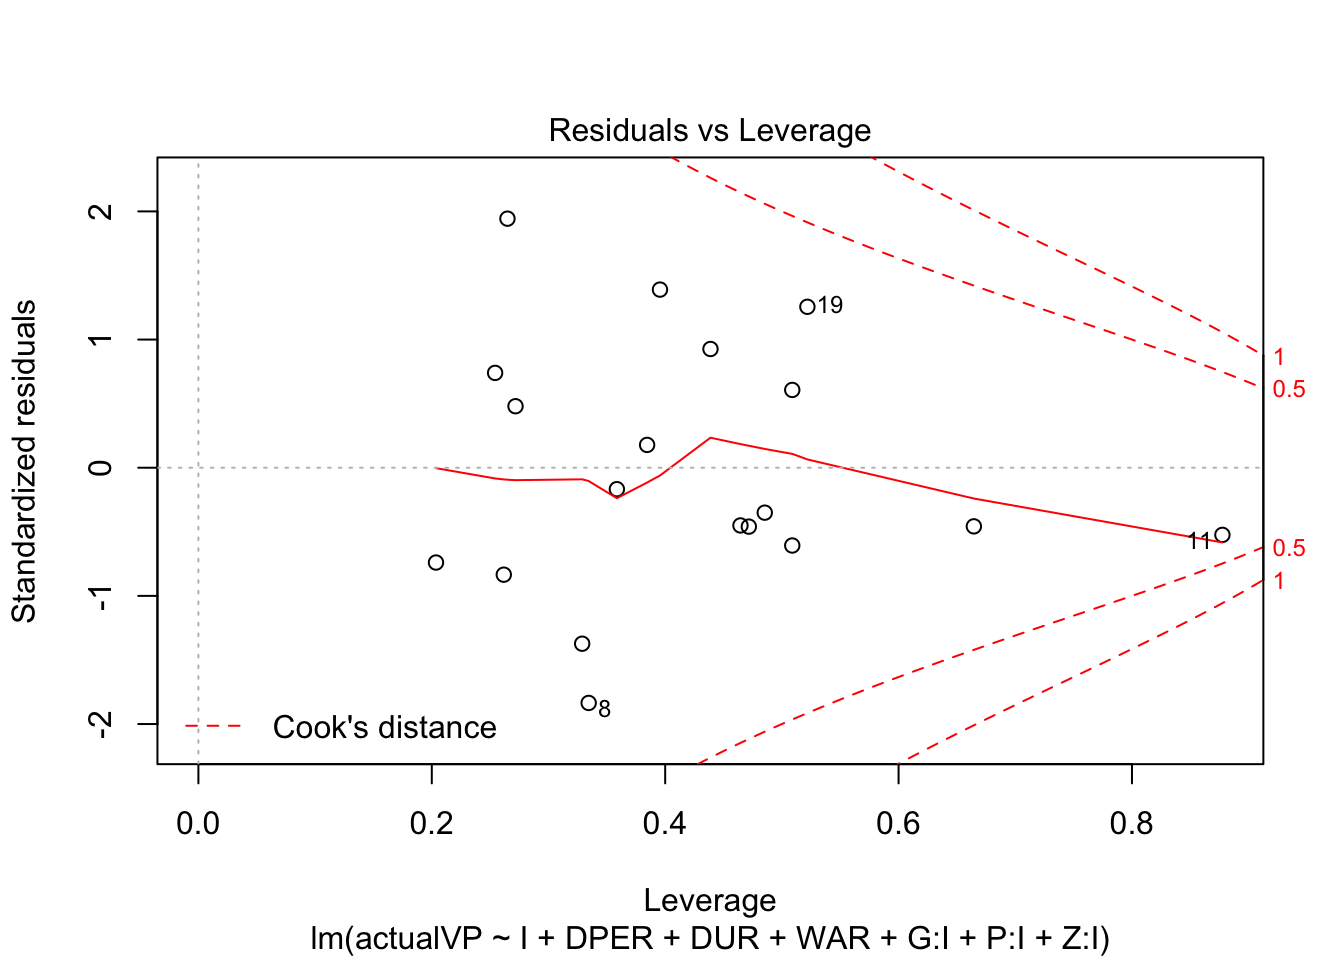 Residuals vs Leverage
Standardized residuals
2
1
0
-1
-2
19
11
8
1
0.5
0.5
1
Cook's distance
0.0 0.2 0.4 0.6 0.8
Leverage
lm(actualVP ~ I + DPER + DUR + WAR + G:I + P:I + Z:I)